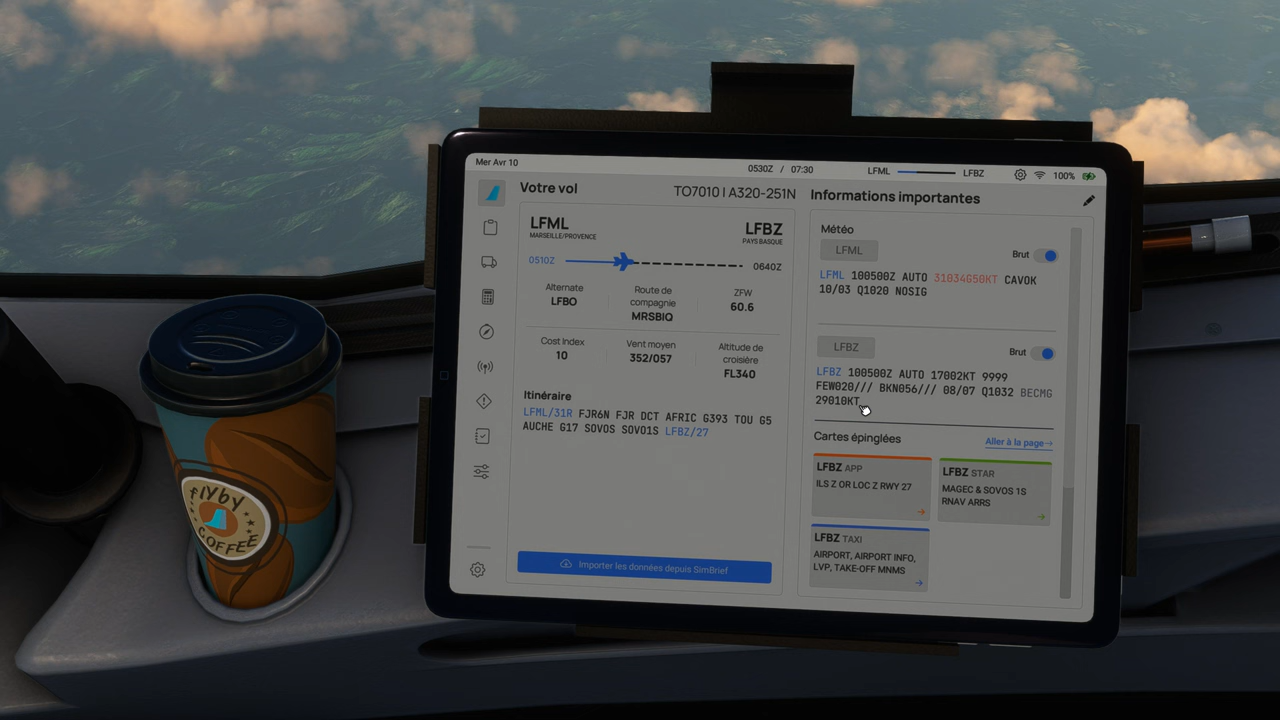 Mer Avr 10
0530Z / 07:30
LFML LFBZ
100%
Votre vol
TO7010 | A320-251N
LFML
MARSEILLE/PROVENCE
LFBZ
PAYS BASQUE
0510Z
0640Z
Alternate
LFBO
Route de
compagnie
MRSBIQ
ZFW
60.6
Cost Index
10
Vent moyen
352/057
Altitude de
croisière
FL340
Itinéraire
LFML/31R FJR6N FJR DCT AFRIC G393 TOU G5
AUCHE G17 SOVOS SOVO1S LFBZ/27
Importer les données depuis SimBrief
Informations importantes
Météo
LFML
Brut
LFML 100500Z AUTO 31034G50KT CAVOK
10/03 Q1020 NOSIG
LFBZ
Brut
LFBZ 100500Z AUTO 17002KT 9999
FEW020/// BKN056/// 08/07 Q1032 BECMG
29010KT
Cartes épinglées
Aller à la page→
LFBZ APP
ILS Z OR LOC Z RWY 27
LFBZ STAR
MAGEC & SOVOS 1S
RNAV ARRS
LFBZ TAXI
AIRPORT, AIRPORT INFO,
LVP, TAKE-OFF MNMS
flyby
COFFEE